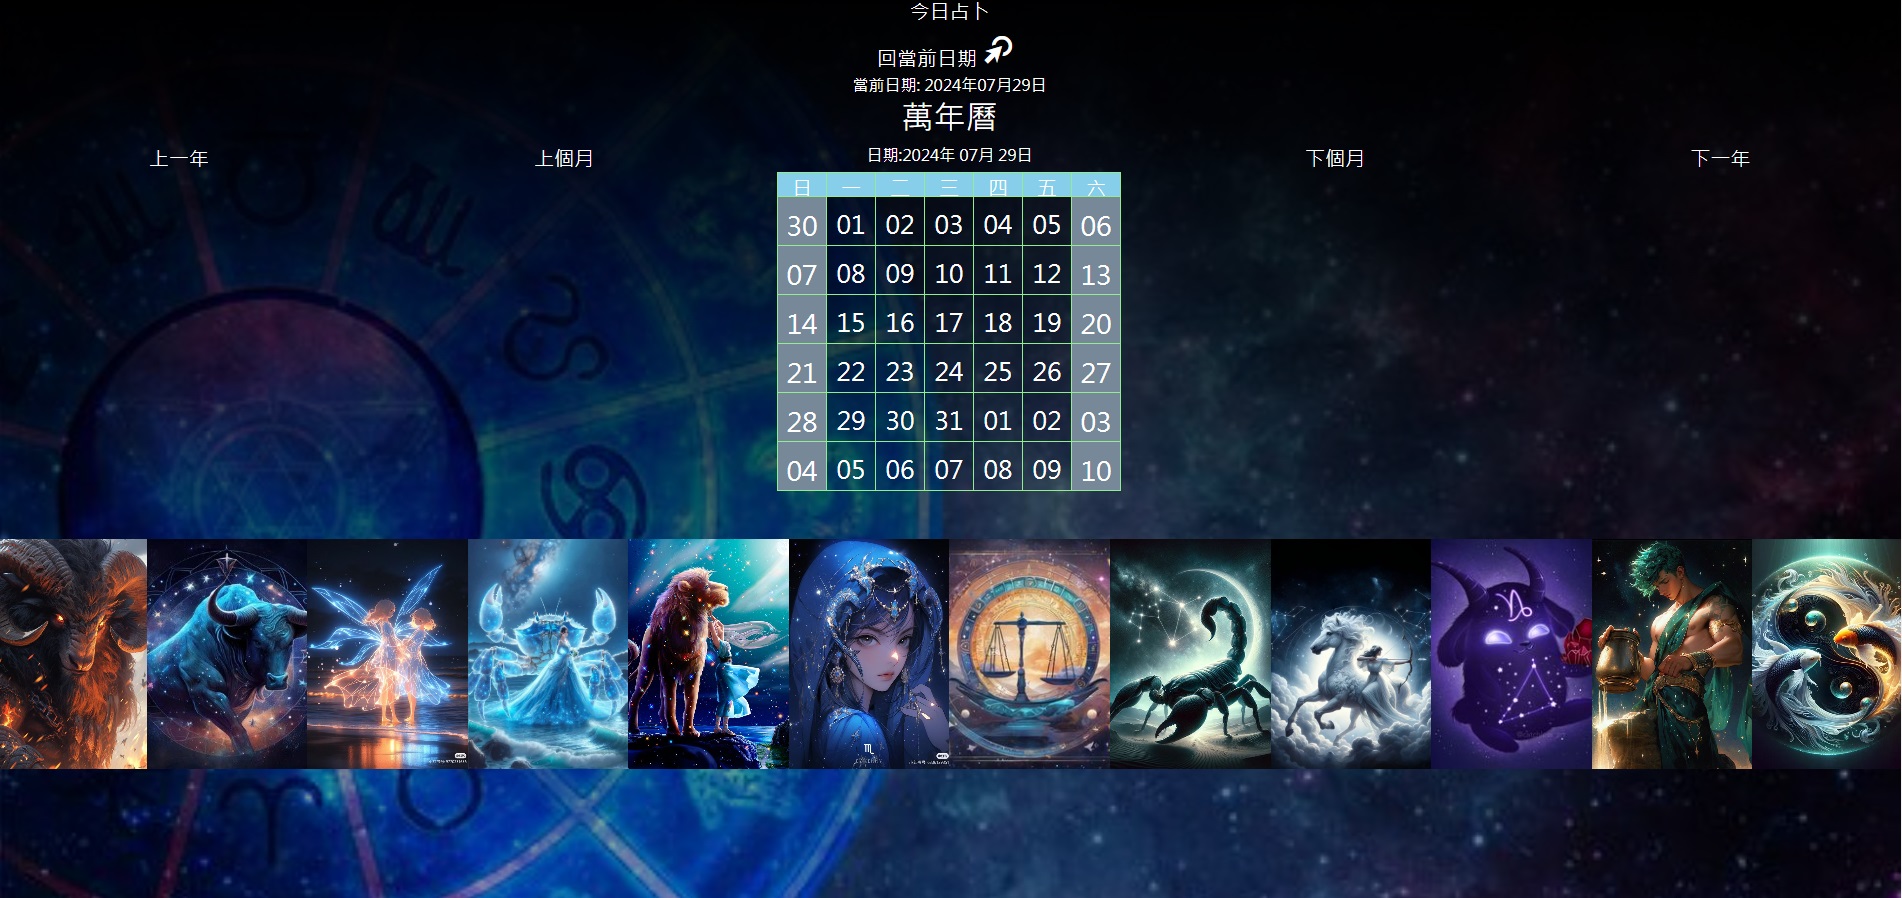 今日占卜
回當前日期
當前日期: 2024年07月29日
萬年曆
上一年 上個月 日期:2024年 07月 29日 下個月 下一年
日 一 二 三 四 五 六
30 01 02 03 04 05 06
07 08 09 10 11 12 13
14 15 16 17 18 19 20
21 22 23 24 25 26 27
28 29 30 31 01 02 03
04 05 06 07 08 09 10